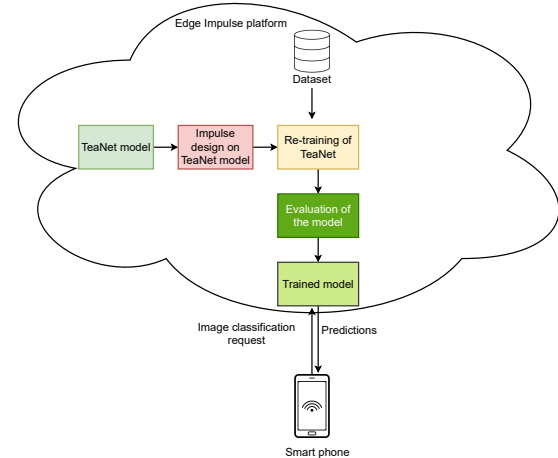 Edge Impulse platform
Dataset
TeaNet model
Impulse
design on
TeaNet model
Re-training of
TeaNet
Evaluation of
the model
Trained model
Image classification
request
Predictions
Smart phone